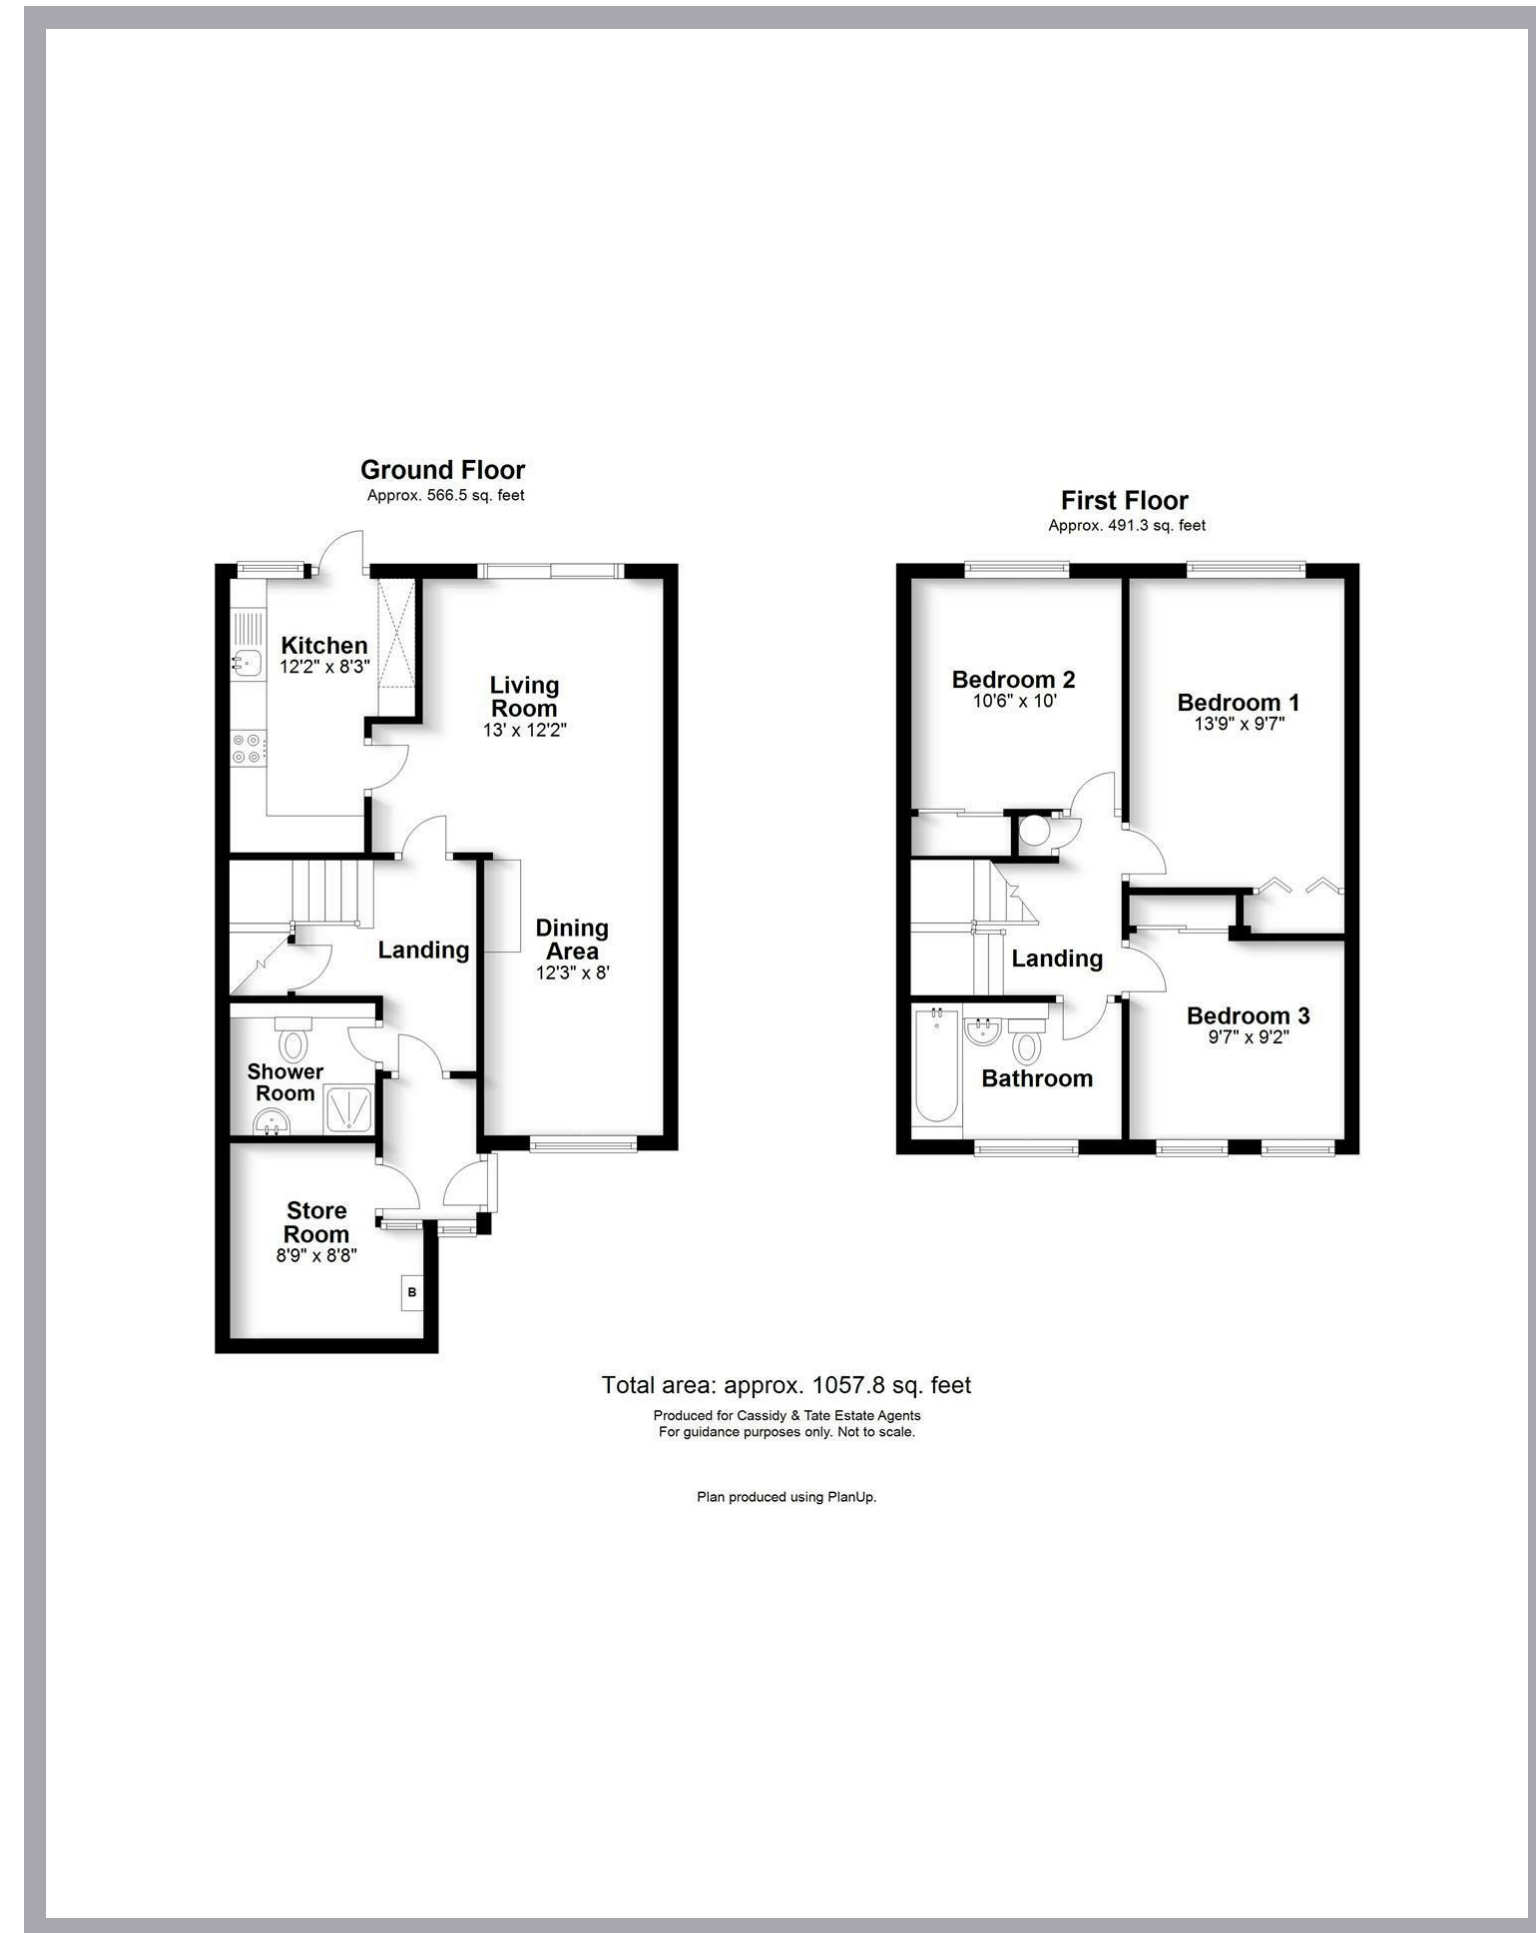 Ground Floor
Approx. 566.5 sq. feet
Kitchen
12'2" x 8'3"
Living
Room
13' x 12'2"
Landing
Dining
Area
12'3" x 8'
Shower
Room
Store
Room
8'9" x 8'8"
B
First Floor
Approx. 491.3 sq. feet
Bedroom 2
10'6" x 10'
Bedroom 1
13'9" x 9'7"
Landing
Bedroom 3
9'7" x 9'2"
Bathroom
Total area: approx. 1057.8 sq. feet
Produced for Cassidy & Tate Estate Agents
For guidance purposes only. Not to scale.
Plan produced using PlanUp.